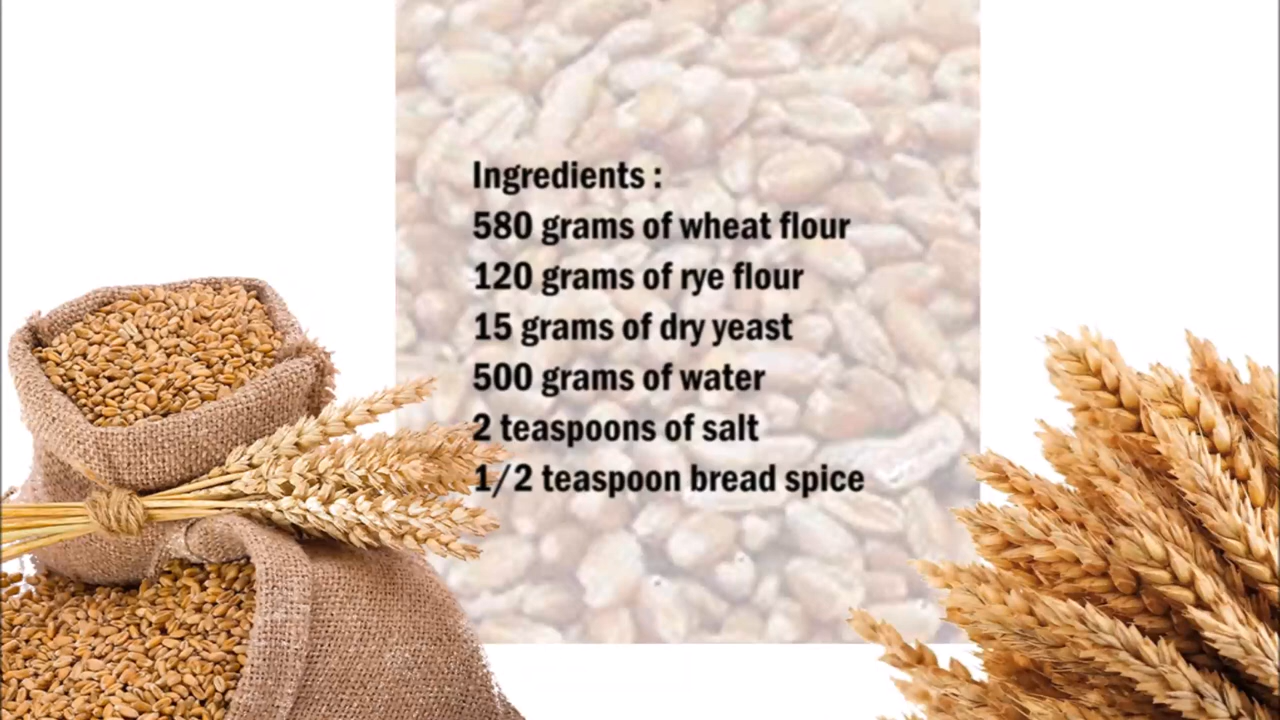 Ingredients :
580 grams of wheat flour
120 grams of rye flour
15 grams of dry yeast
500 grams of water
2 teaspoons of salt
1/2 teaspoon bread spice